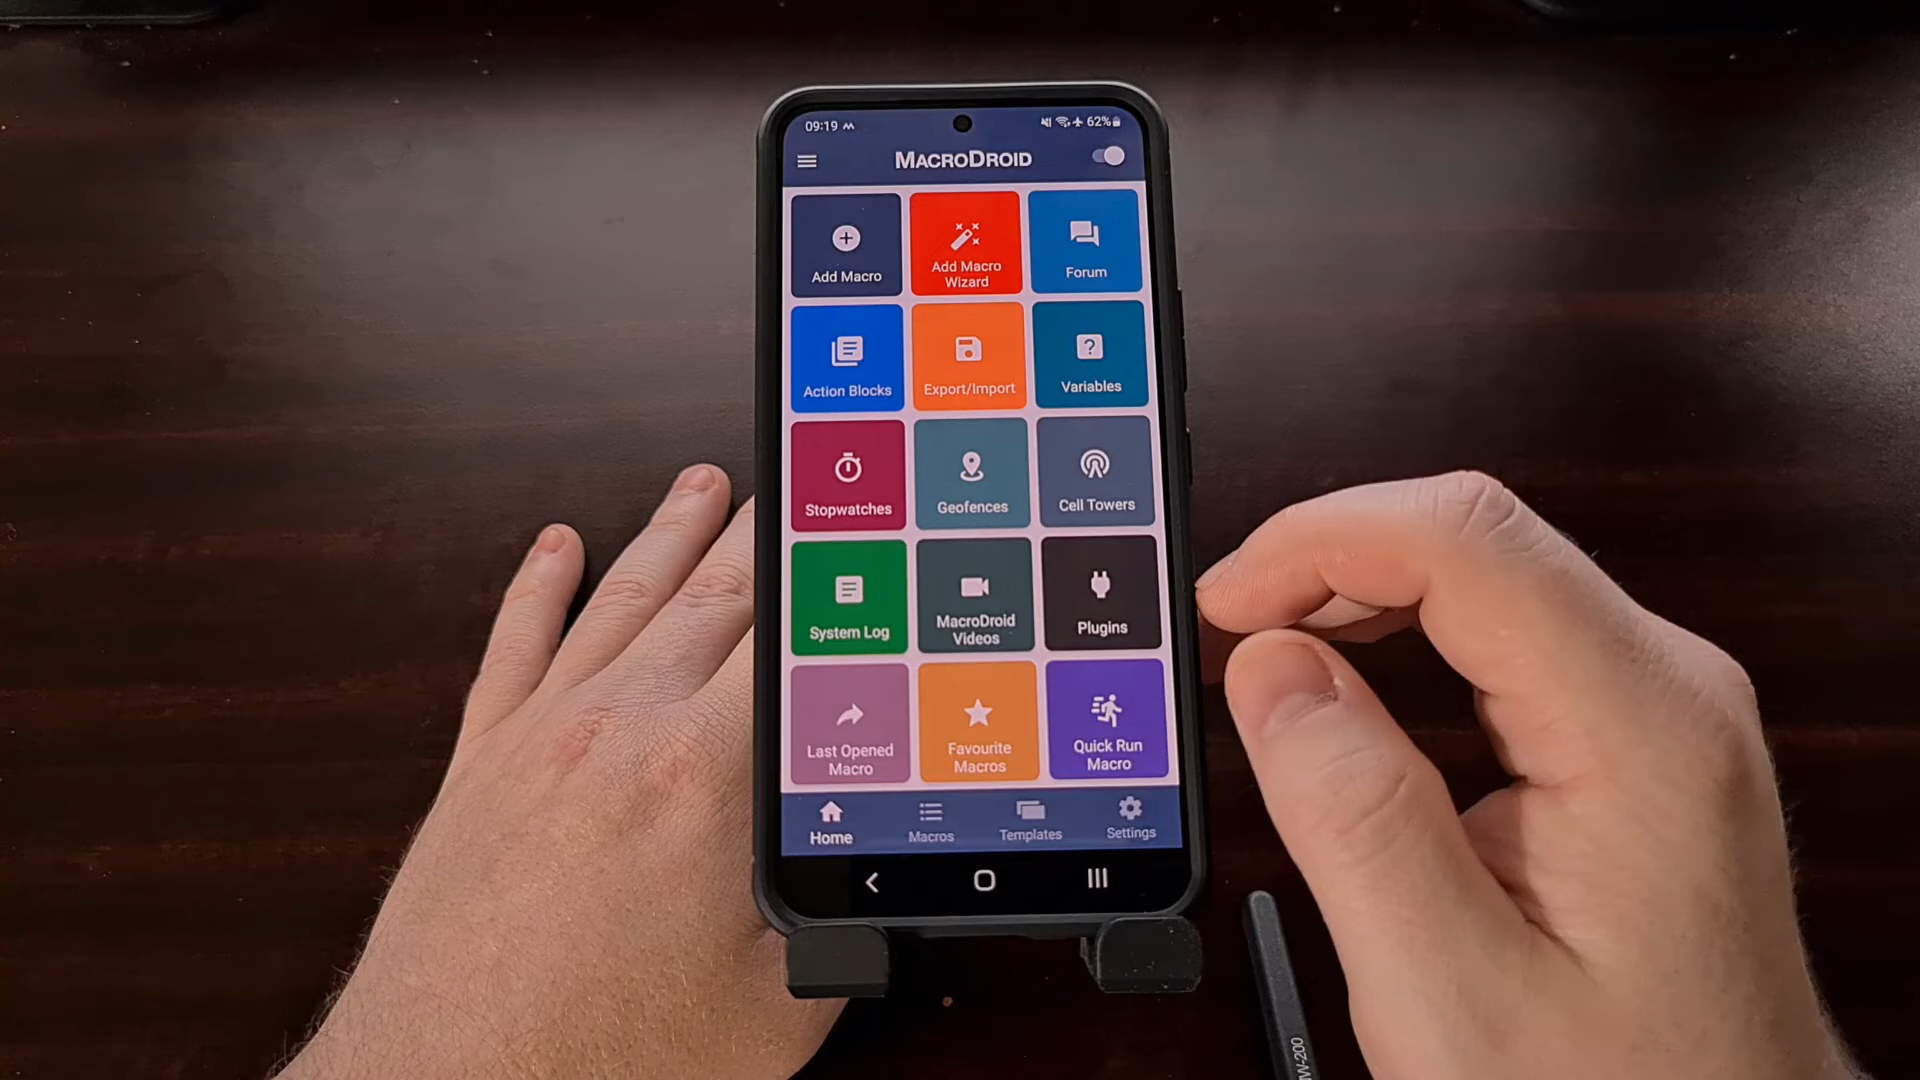 09:19
62%
MACRODROID
Add Macro
Add Macro
Wizard
Forum
Action Blocks
Export/Import
Variables
Stopwatches
Geofences
Cell Towers
System Log
MacroDroid
Videos
Plugins
Last Opened
Macro
Favourite
Macros
Quick Run
Macro
Home
Macros
Templates
Settings